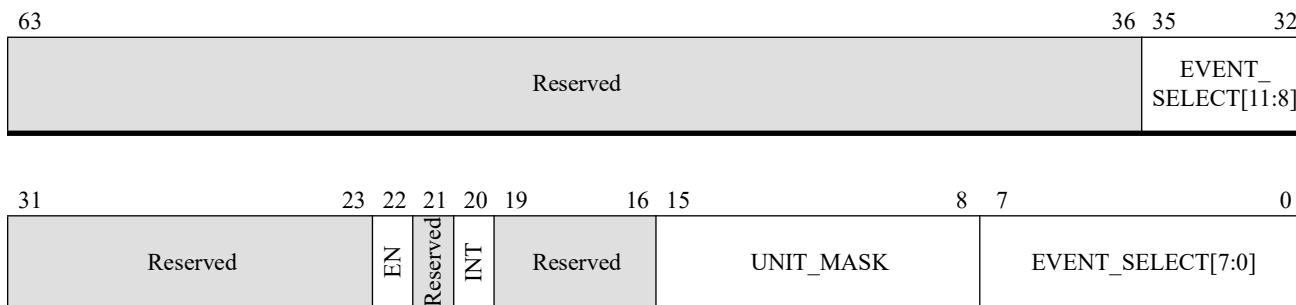 63 36 35 32
Reserved
EVENT_
SELECT[11:8]
31 23 22 21 20 19 16 15 8 7 0
Reserved EN Reserved INT Reserved UNIT_MASK EVENT_SELECT[7:0]